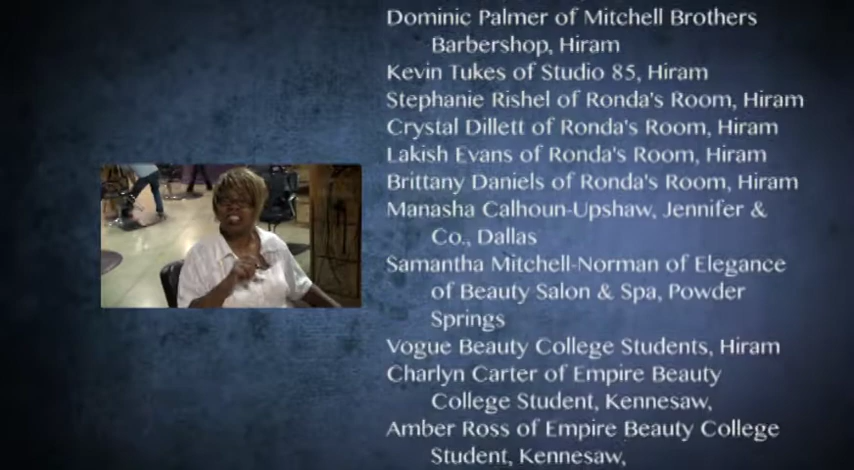 Dominic Palmer of Mitchell Brothers
Barbershop, Hiram
Kevin Tukes of Studio 85, Hiram
Stephanie Rishel of Ronda's Room, Hiram
Crystal Dillett of Ronda's Room, Hiram
Lakish Evans of Ronda's Room, Hiram
Brittany Daniels of Ronda's Room, Hiram
Manasha Calhoun-Upshaw, Jennifer &
Co., Dallas
Samantha Mitchell-Norman of Elegance
of Beauty Salon & Spa, Powder
Springs
Vogue Beauty College Students, Hiram
Charlyn Carter of Empire Beauty
College Student, Kennesaw,
Amber Ross of Empire Beauty College
Student, Kennesaw,